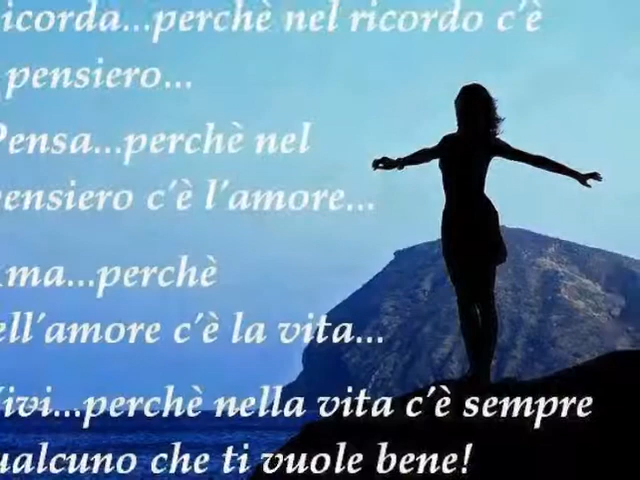 icorda...perchè nel ricordo c'è
pensiero...
Pensa...perchè nel
pensiero c'è l'amore...
ma...perchè
ell'amore c'è la vita...
ivi...perchè nella vita c'è sempre
ualcuno che ti vuole bene!